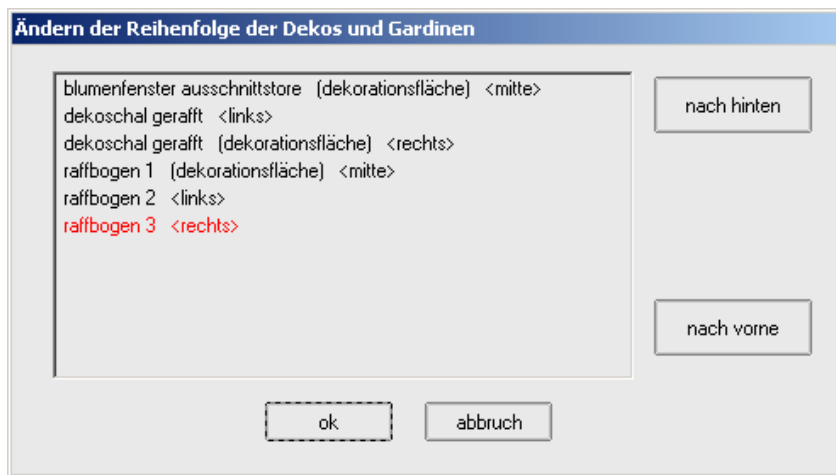 Ändern der Reihenfolge der Dekos und Gardinen
blumenfenster ausschnittstore (dekorationsfläche) <mitte>
dekoschal gerafft <links>
dekoschal gerafft (dekorationsfläche) <rechts>
raffbogen 1 (dekorationsfläche) <mitte>
raffbogen 2 <links>
raffbogen 3 <rechts>
nach hinten
nach vorne
ok
abbruch